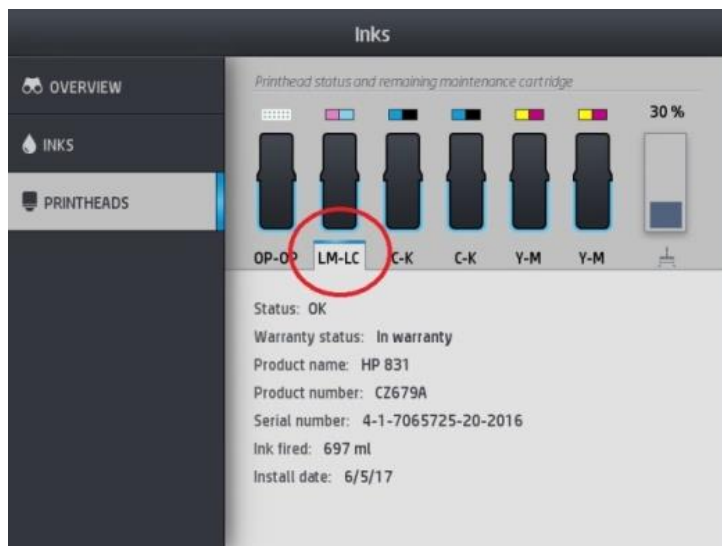 Inks
OVERVIEW
INKS
PRINTHEADS
Printhead status and remaining maintenance cartridge
30 %
OP-OP LM-LC C-K C-K Y-M Y-M
Status: OK
Warranty status: In warranty
Product name: HP 831
Product number: CZ679A
Serial number: 4-1-7065725-20-2016
Ink fired: 697 ml
Install date: 6/5/17